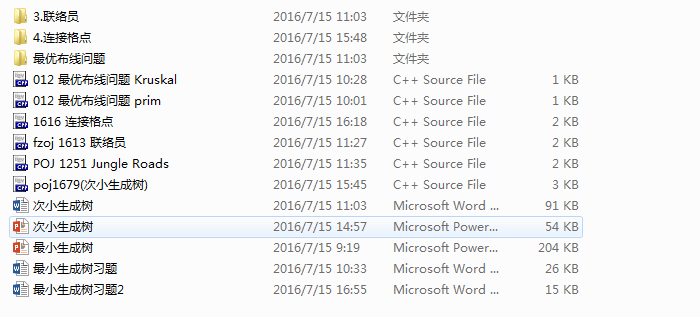 3.联络员 2016/7/15 11:03 文件夹
4.连接格点 2016/7/15 15:48 文件夹
最优布线问题 2016/7/15 11:03 文件夹
012 最优布线问题 Kruskal 2016/7/15 10:28 C++ Source File 1 KB
012 最优布线问题 prim 2016/7/15 10:01 C++ Source File 1 KB
1616 连接格点 2016/7/15 16:18 C++ Source File 2 KB
fzoj 1613 联络员 2016/7/15 11:27 C++ Source File 2 KB
POJ 1251 Jungle Roads 2016/7/15 11:35 C++ Source File 2 KB
poj1679(次小生成树) 2016/7/15 15:45 C++ Source File 3 KB
次小生成树 2016/7/15 11:03 Microsoft Word ... 91 KB
次小生成树 2016/7/15 14:57 Microsoft Power... 54 KB
最小生成树 2016/7/15 9:19 Microsoft Power... 204 KB
最小生成树习题 2016/7/15 10:33 Microsoft Word ... 26 KB
最小生成树习题2 2016/7/15 16:55 Microsoft Word ... 15 KB